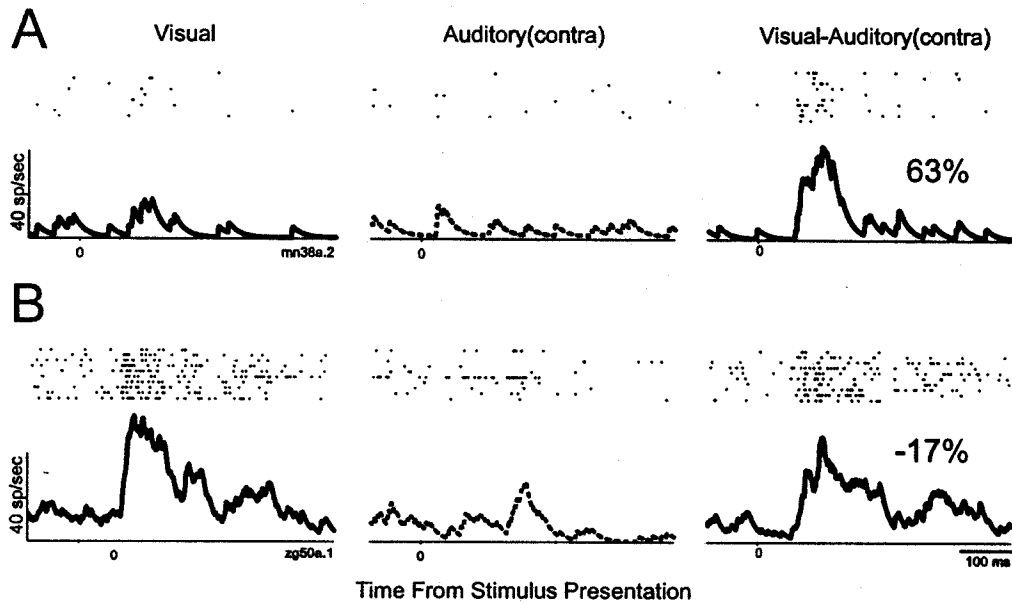 A
Visual
Auditory(contra)
Visual-Auditory(contra)
40 sp/sec
63%
0
mn38a.2
0
0
B
40 sp/sec
-17%
0
zg50a.1
0
0
100 ms
Time From Stimulus Presentation